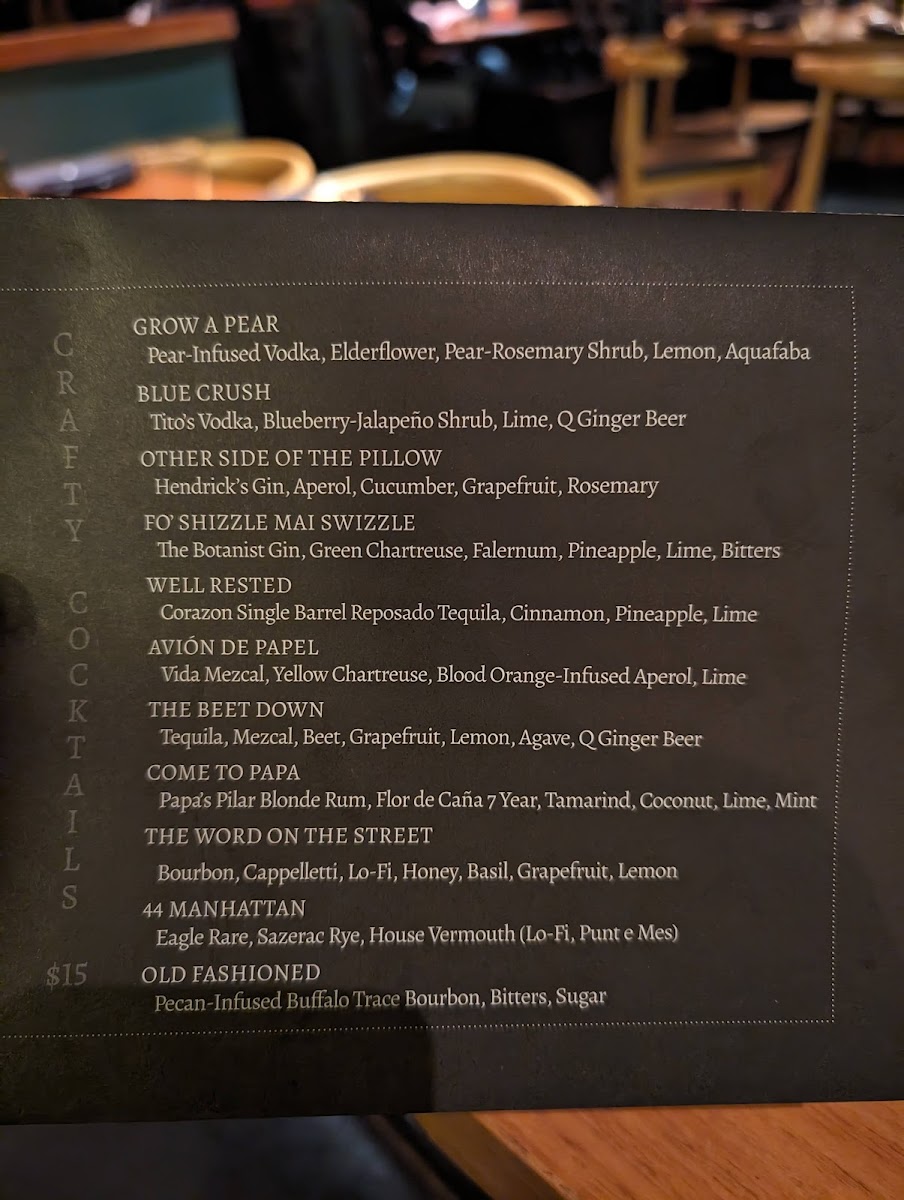 CRAFTY COCKTAILS
$15
GROW A PEAR
Pear-Infused Vodka, Elderflower, Pear-Rosemary Shrub, Lemon, Aquafaba
BLUE CRUSH
Tito's Vodka, Blueberry-Jalapeño Shrub, Lime, Q Ginger Beer
OTHER SIDE OF THE PILLOW
Hendrick's Gin, Aperol, Cucumber, Grapefruit, Rosemary
FO' SHIZZLE MAI SWIZZLE
The Botanist Gin, Green Chartreuse, Falernum, Pineapple, Lime, Bitters
WELL RESTED
Corazon Single Barrel Reposado Tequila, Cinnamon, Pineapple, Lime
AVIÓN DE PAPEL
Vida Mezcal, Yellow Chartreuse, Blood Orange-Infused Aperol, Lime
THE BEET DOWN
Tequila, Mezcal, Beet, Grapefruit, Lemon, Agave, Q Ginger Beer
COME TO PAPA
Papa's Pilar Blonde Rum, Flor de Caña 7 Year, Tamarind, Coconut, Lime, Mint
THE WORD ON THE STREET
Bourbon, Cappelletti, Lo-Fi, Honey, Basil, Grapefruit, Lemon
44 MANHATTAN
Eagle Rare, Sazerac Rye, House Vermouth (Lo-Fi, Punt e Mes)
OLD FASHIONED
Pecan-Infused Buffalo Trace Bourbon, Bitters, Sugar